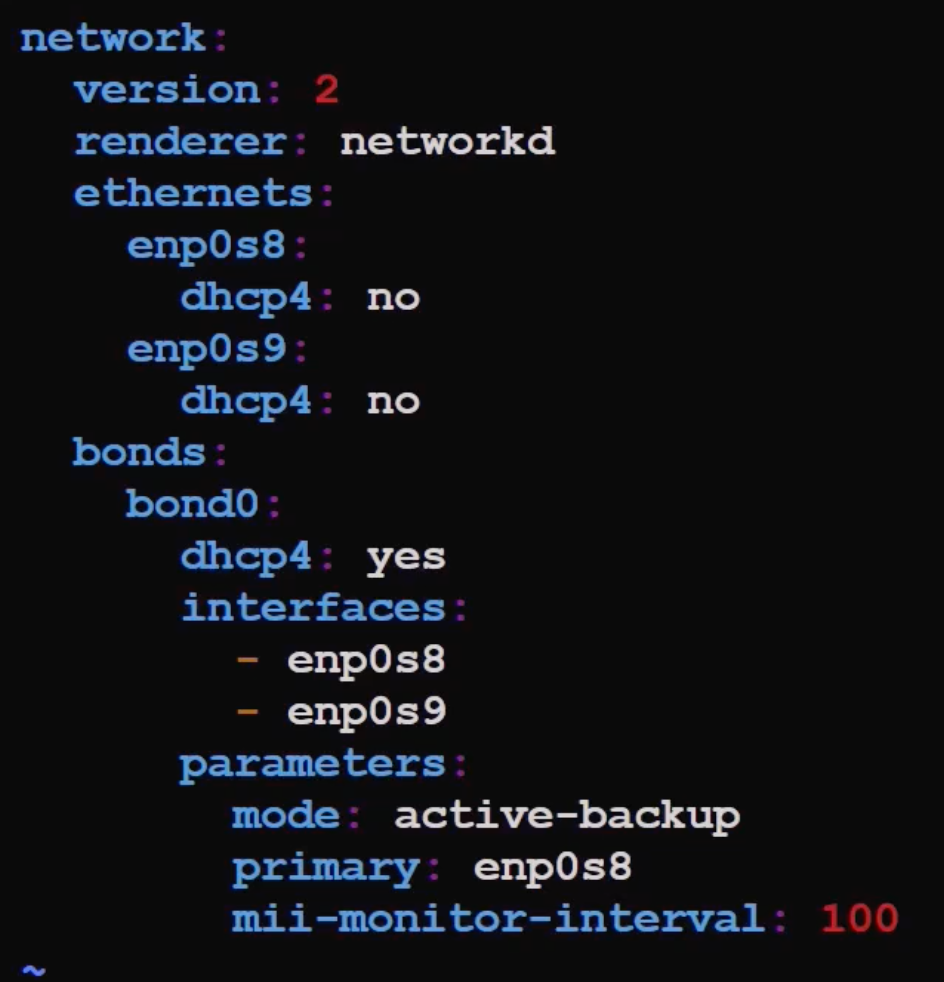 network:
  version: 2
  renderer: networkd
  ethernets:
    enp0s8:
      dhcp4: no
    enp0s9:
      dhcp4: no
  bonds:
    bond0:
      dhcp4: yes
      interfaces:
        - enp0s8
        - enp0s9
      parameters:
        mode: active-backup
        primary: enp0s8
        mii-monitor-interval: 100
~